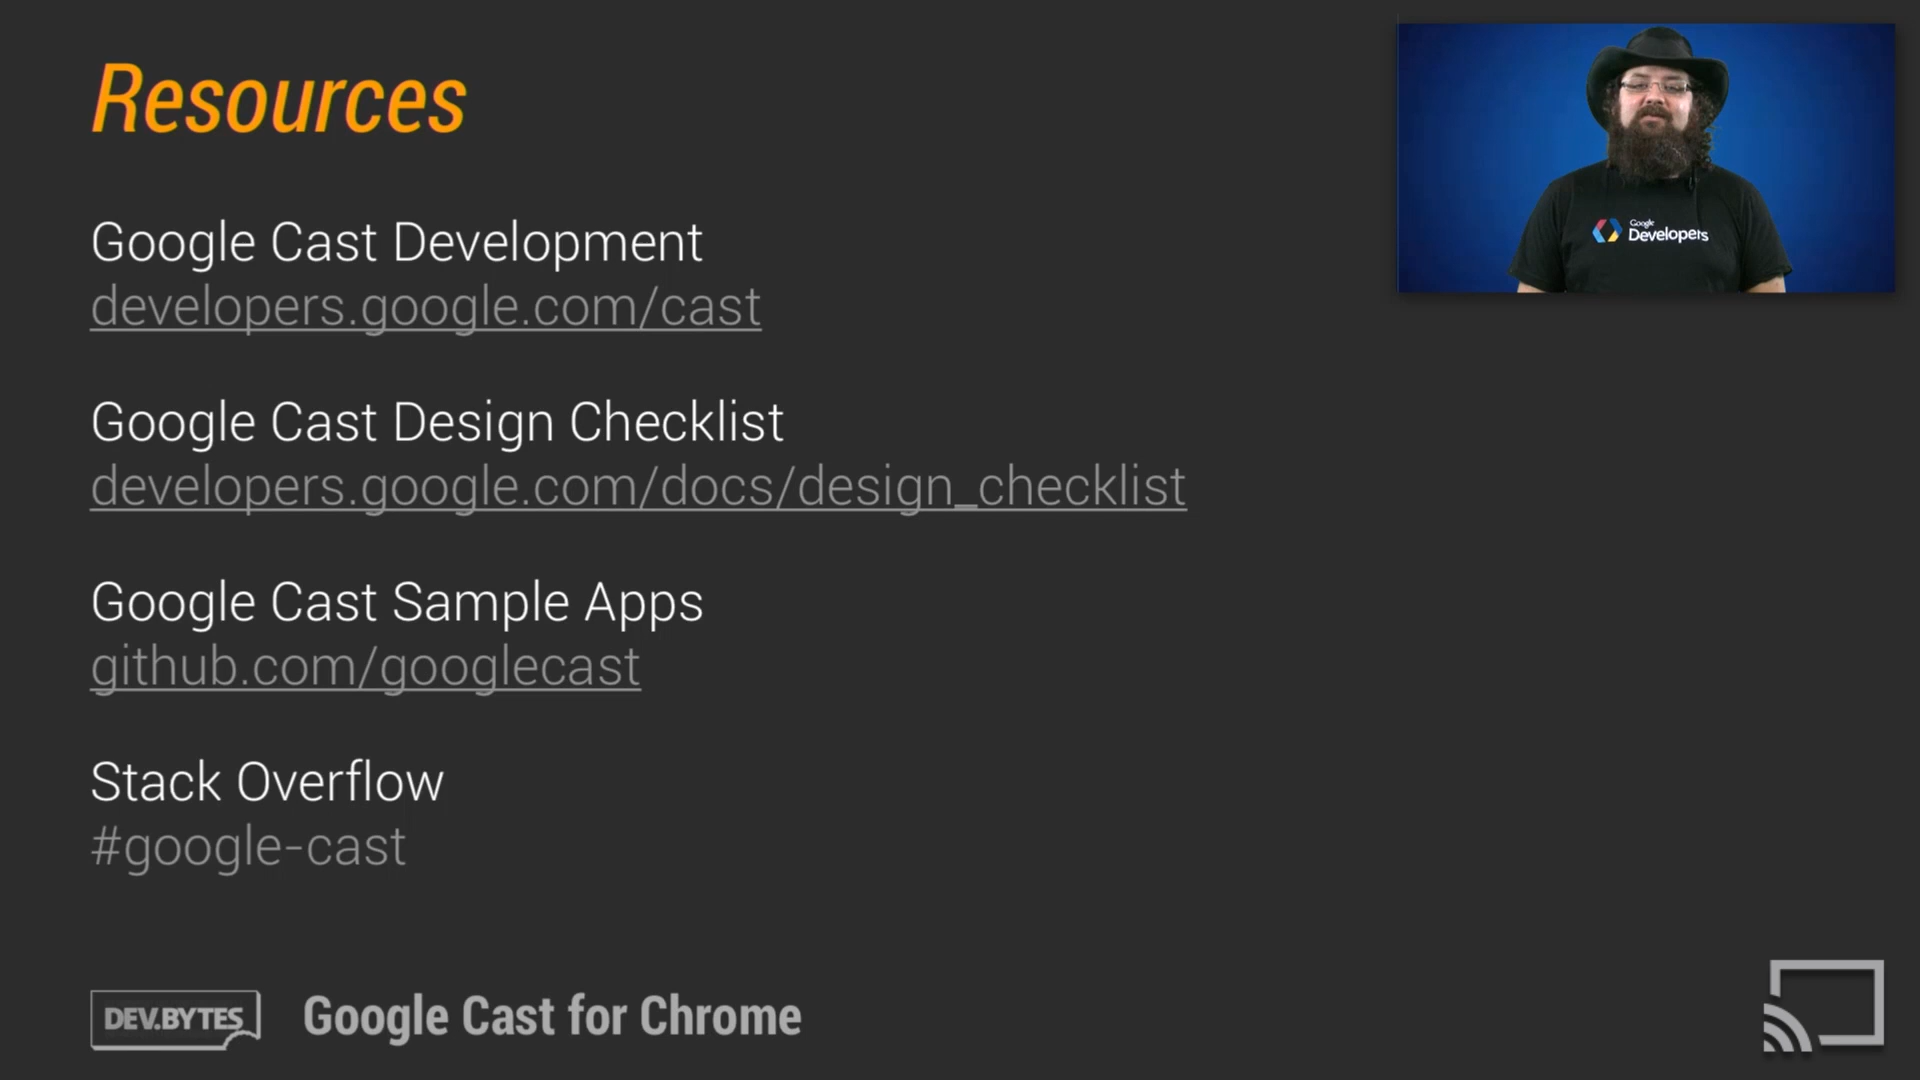 Resources
Google Cast Development
developers.google.com/cast
Google Cast Design Checklist
developers.google.com/docs/design_checklist
Google Cast Sample Apps
github.com/googlecast
Stack Overflow
#google-cast
Google
Developers
DEV.BYTES
Google Cast for Chrome